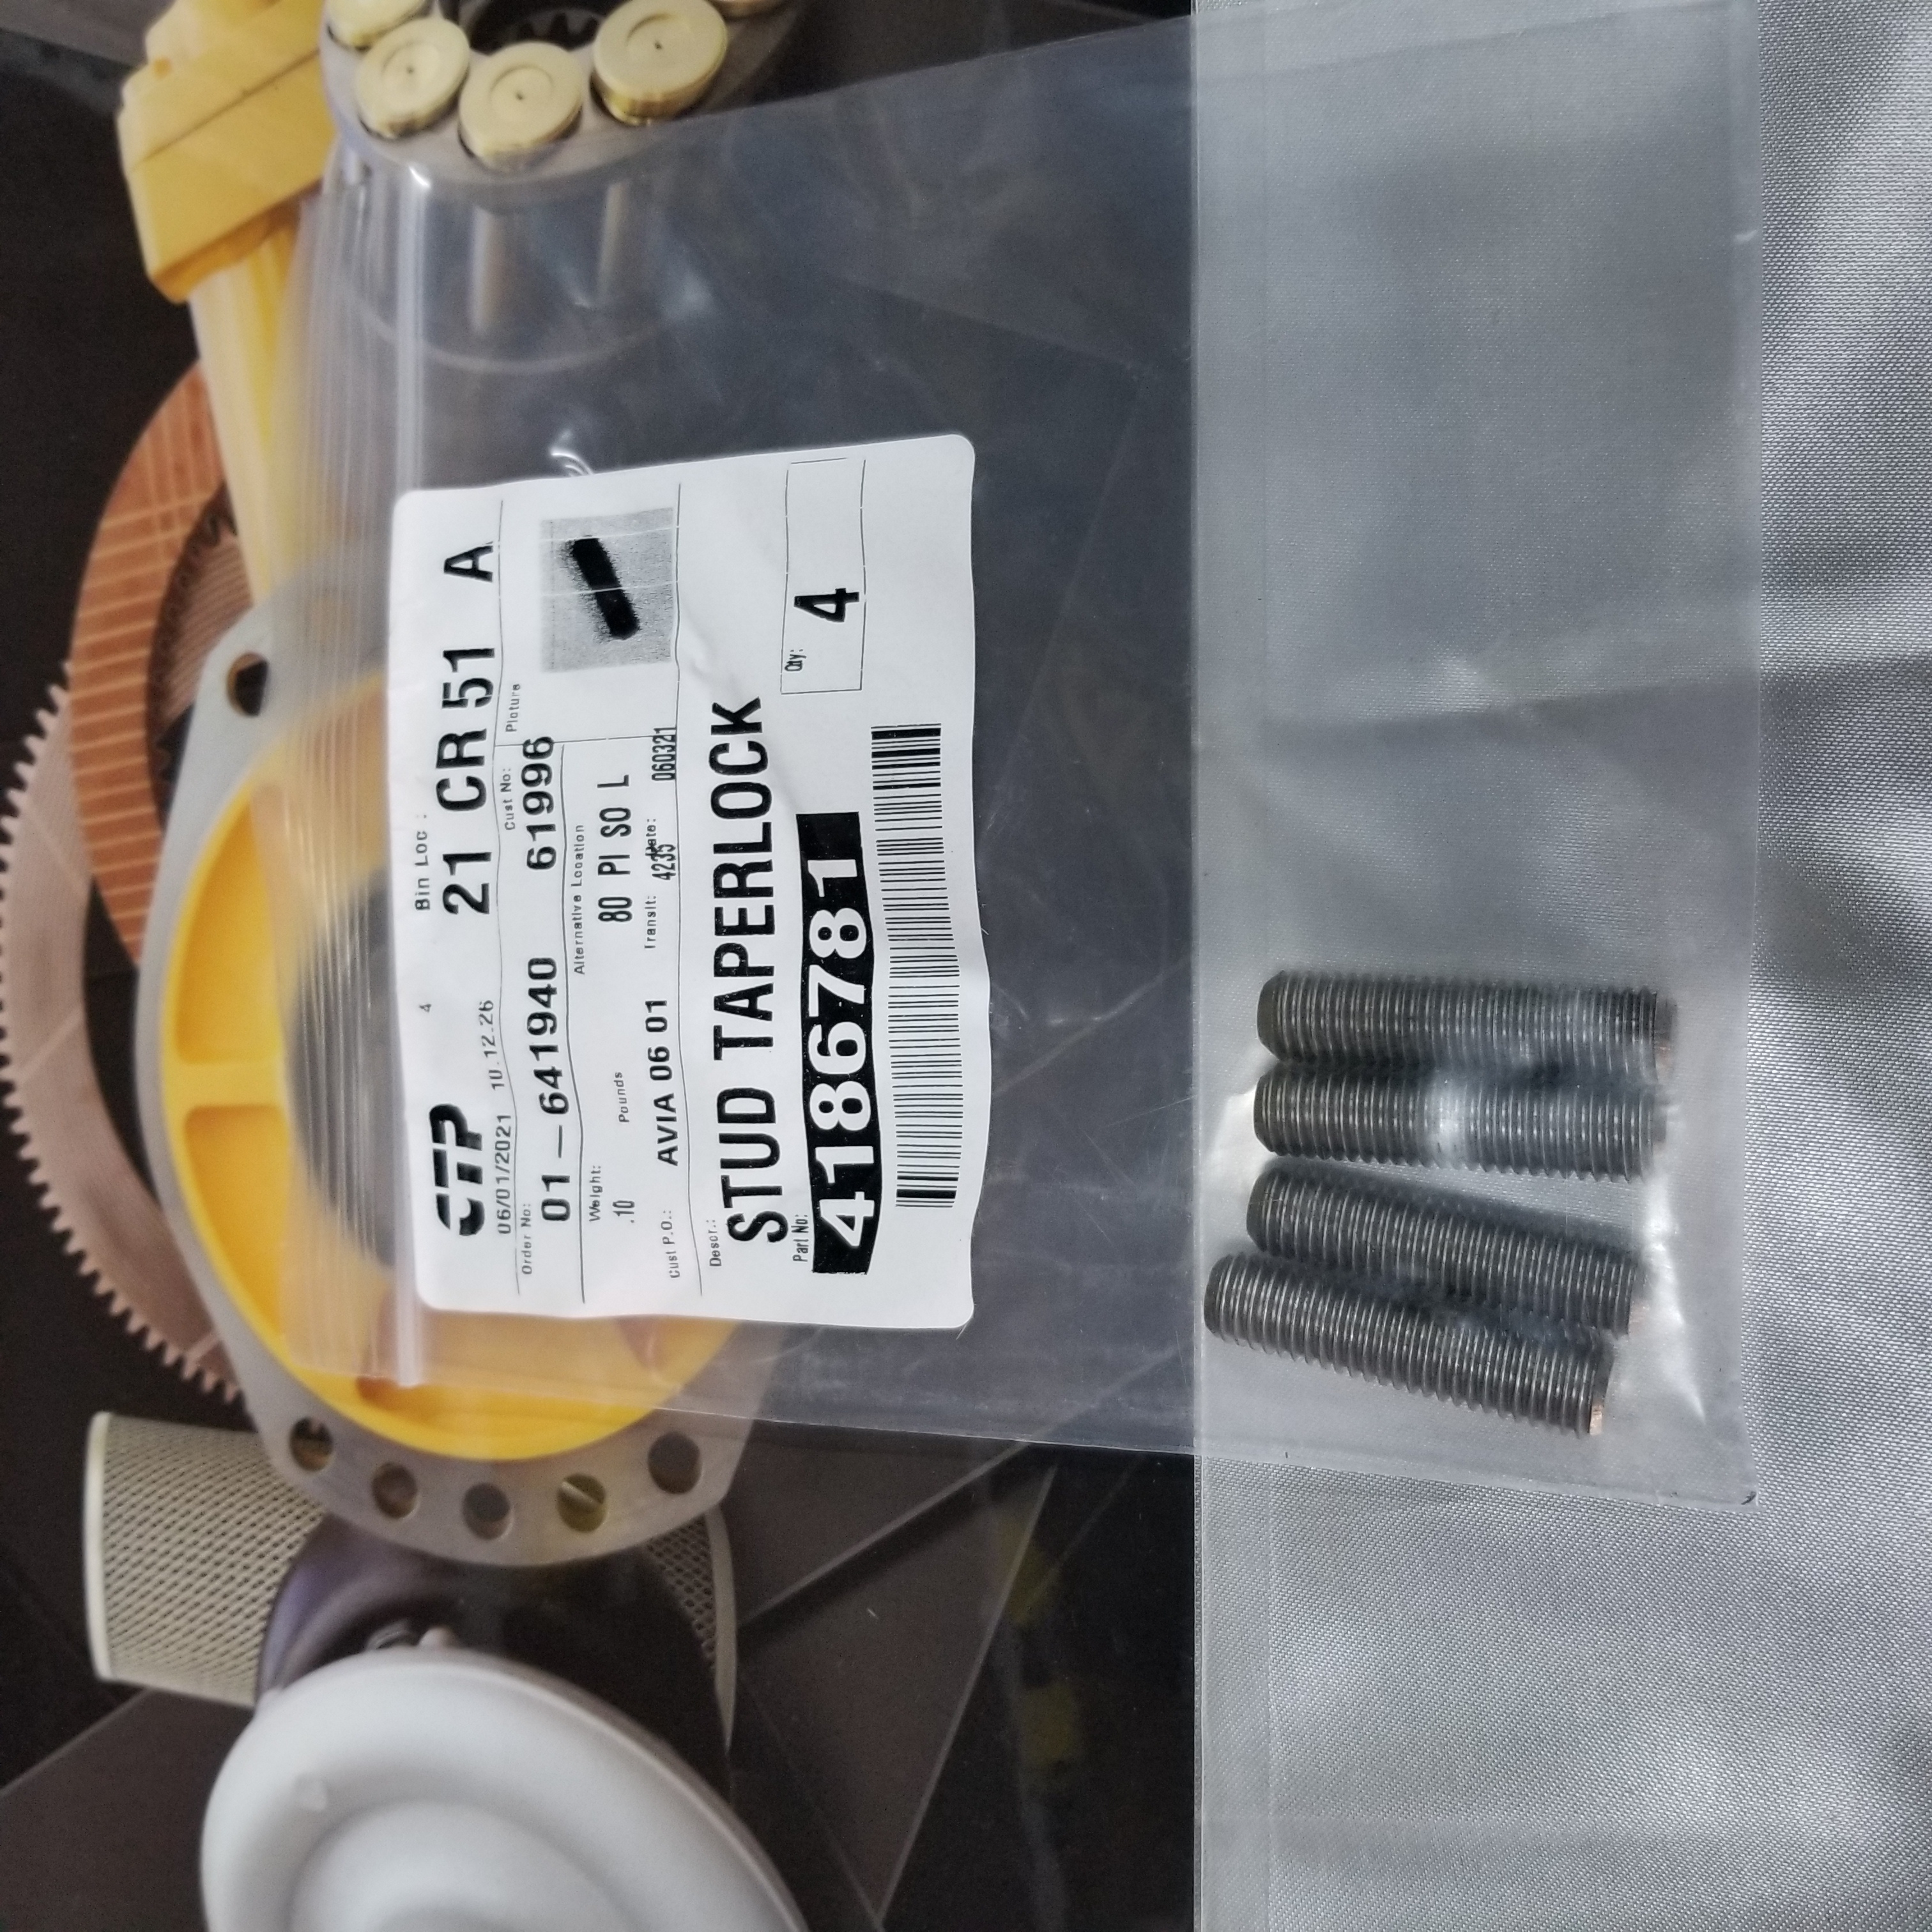 4
Bin Loc :
CTP
21 CR 51 A
06/01/2021 10.12.26
Order No:
Cust No:
Picture
01-641940
61996
Weight:
Pounds
Alternative Location
.10
80 PI SO L
Cust P.O.:
AVIA 06 01
Transit:
4235
Date:
060321
Descr.:
STUD TAPERLOCK
Part No:
4186781
Qty:
4